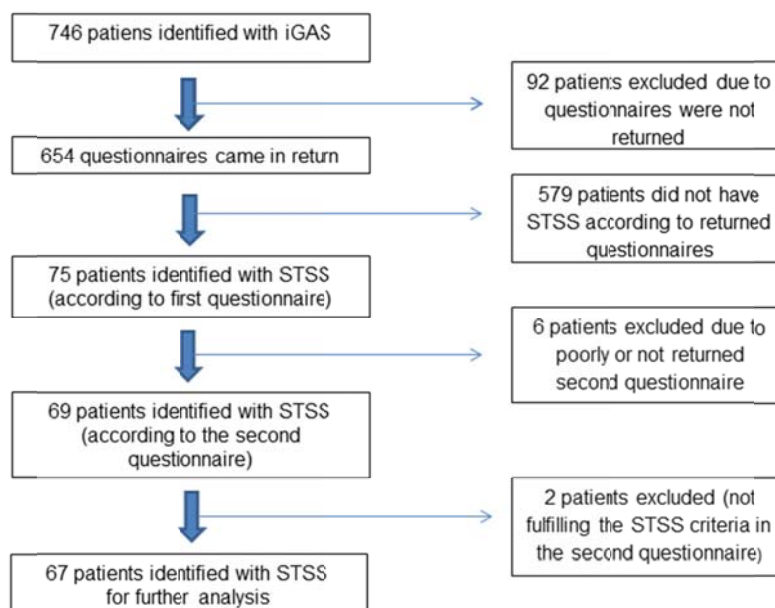 746 patiens identified with iGAS
92 patients excluded due to
questionnaires were not
returned
654 questionnaires came in return
579 patients did not have
STSS according to returned
questionnaires
75 patients identified with STSS
(according to first questionnaire)
6 patients excluded due to
poorly or not returned
second questionnaire
69 patients identified with STSS
(according to the second
questionnaire)
2 patients excluded (not
fulfilling the STSS criteria in
the second questionnaire)
67 patients identified with STSS
for further analysis